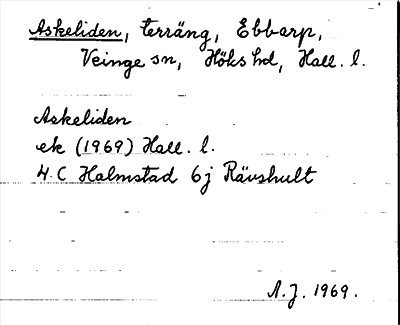 Askeliden, terräng, Ebbarp,
Veinge sn, Höks hd, Hall. l.
Askeliden
ek (1969) Hall. l.
4 C Halmstad 6j Rävshult
A.J. 1969.